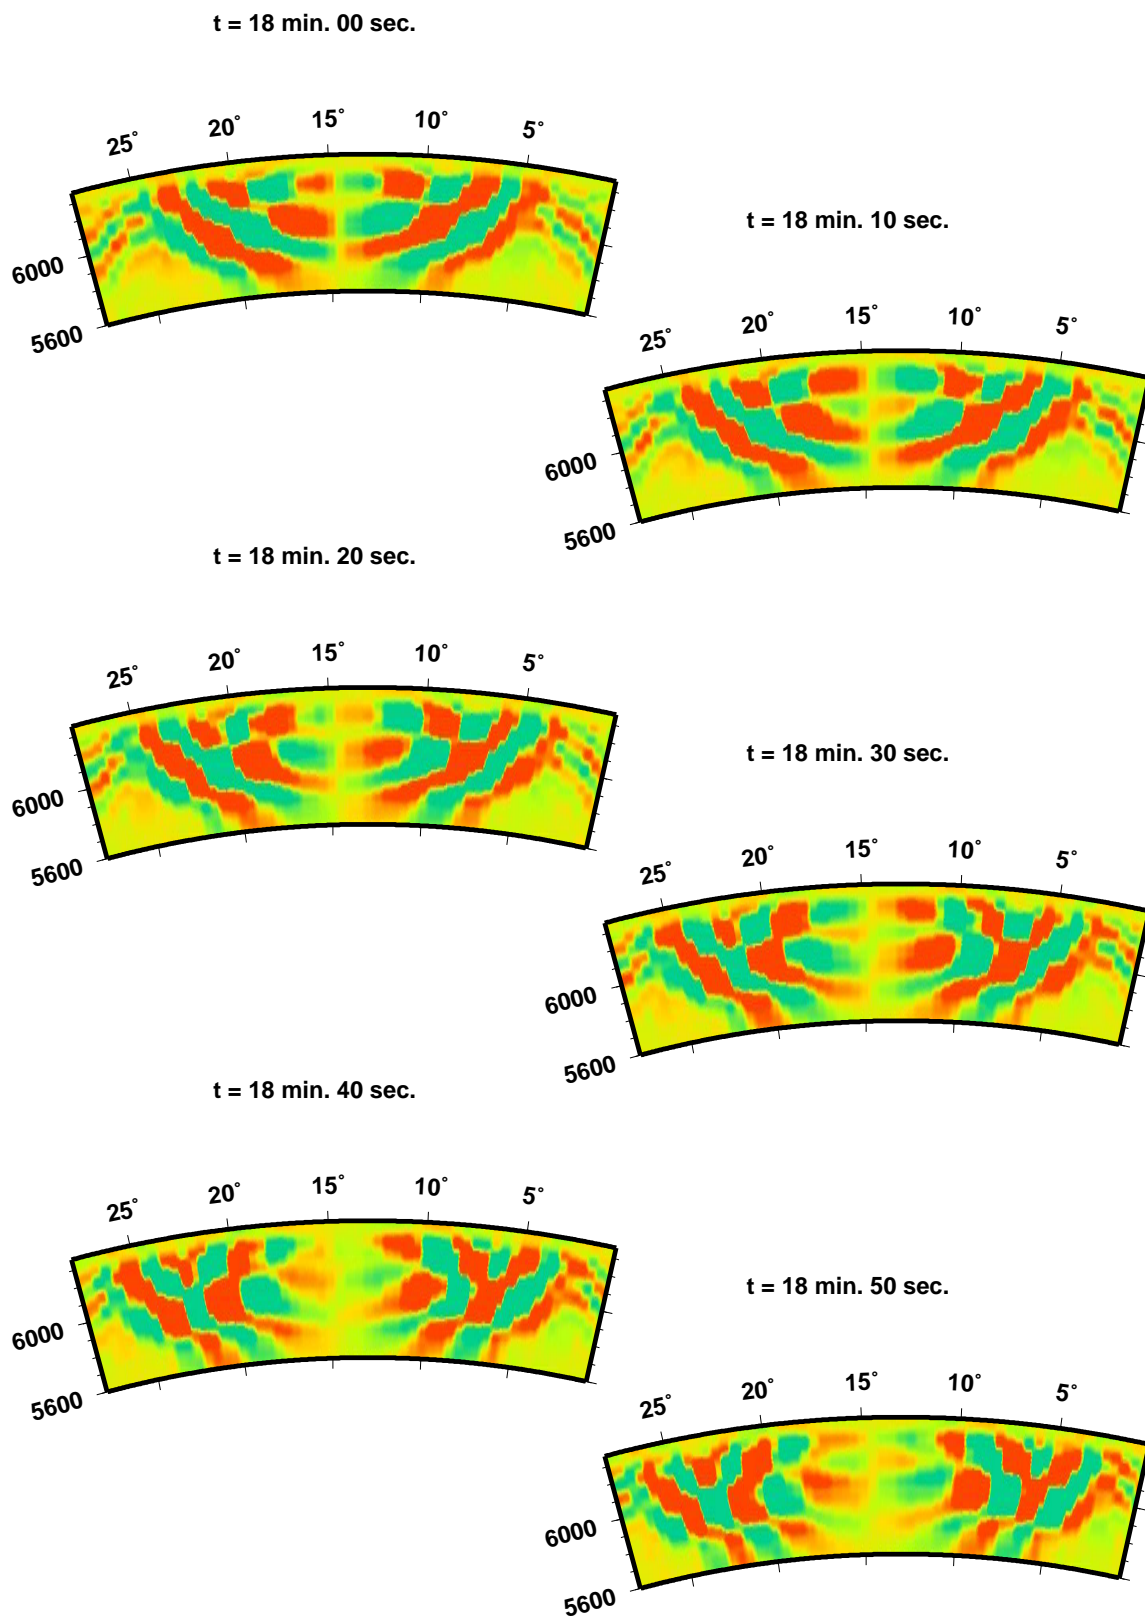 t = 18 min. 00 sec.
25° 20° 15° 10° 5°
6000
5600
t = 18 min. 10 sec.
25° 20° 15° 10° 5°
6000
5600
t = 18 min. 20 sec.
25° 20° 15° 10° 5°
6000
5600
t = 18 min. 30 sec.
25° 20° 15° 10° 5°
6000
5600
t = 18 min. 40 sec.
25° 20° 15° 10° 5°
6000
5600
t = 18 min. 50 sec.
25° 20° 15° 10° 5°
6000
5600